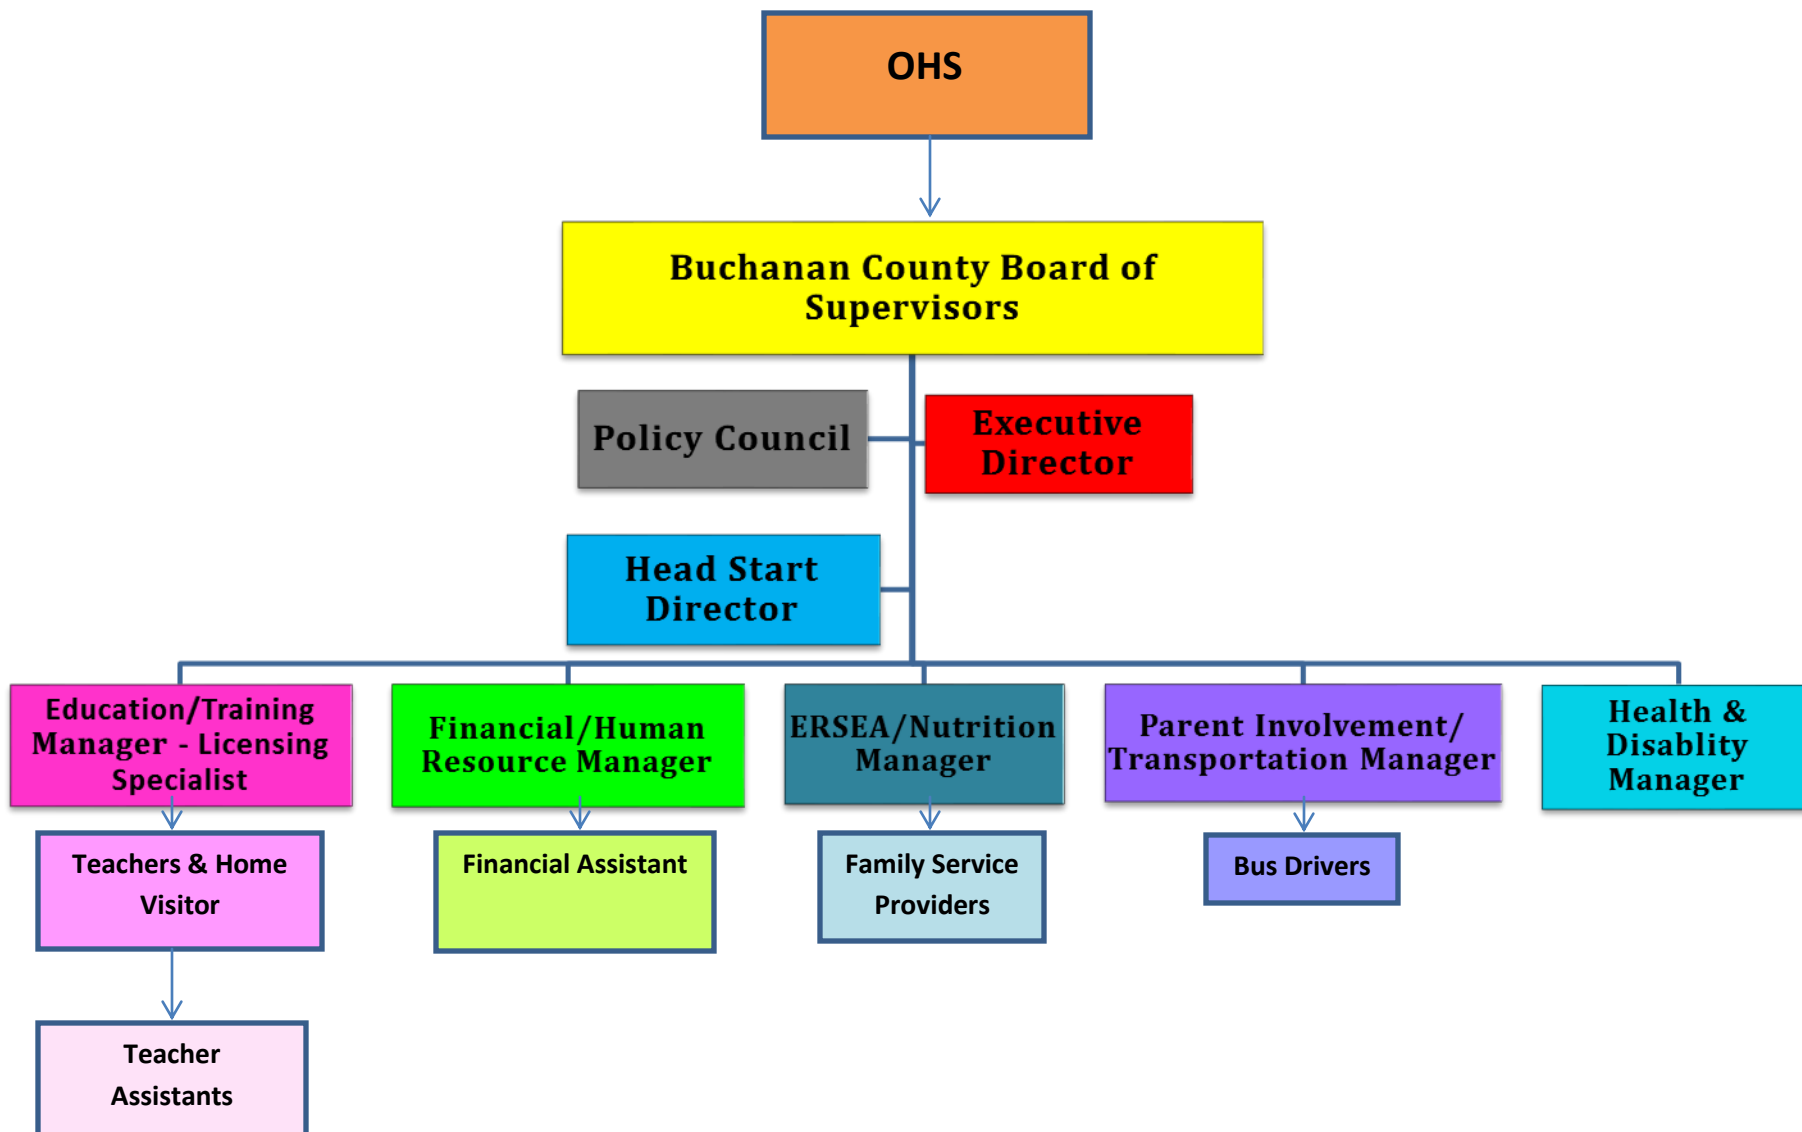 OHS
Buchanan County Board of
Supervisors
Policy Council
Executive
Director
Head Start
Director
Education/Training
Manager - Licensing
Specialist
Financial/Human
Resource Manager
ERSEA/Nutrition
Manager
Parent Involvement/
Transportation Manager
Health &
Disablity
Manager
Teachers & Home
Visitor
Financial Assistant
Family Service
Providers
Bus Drivers
Teacher
Assistants